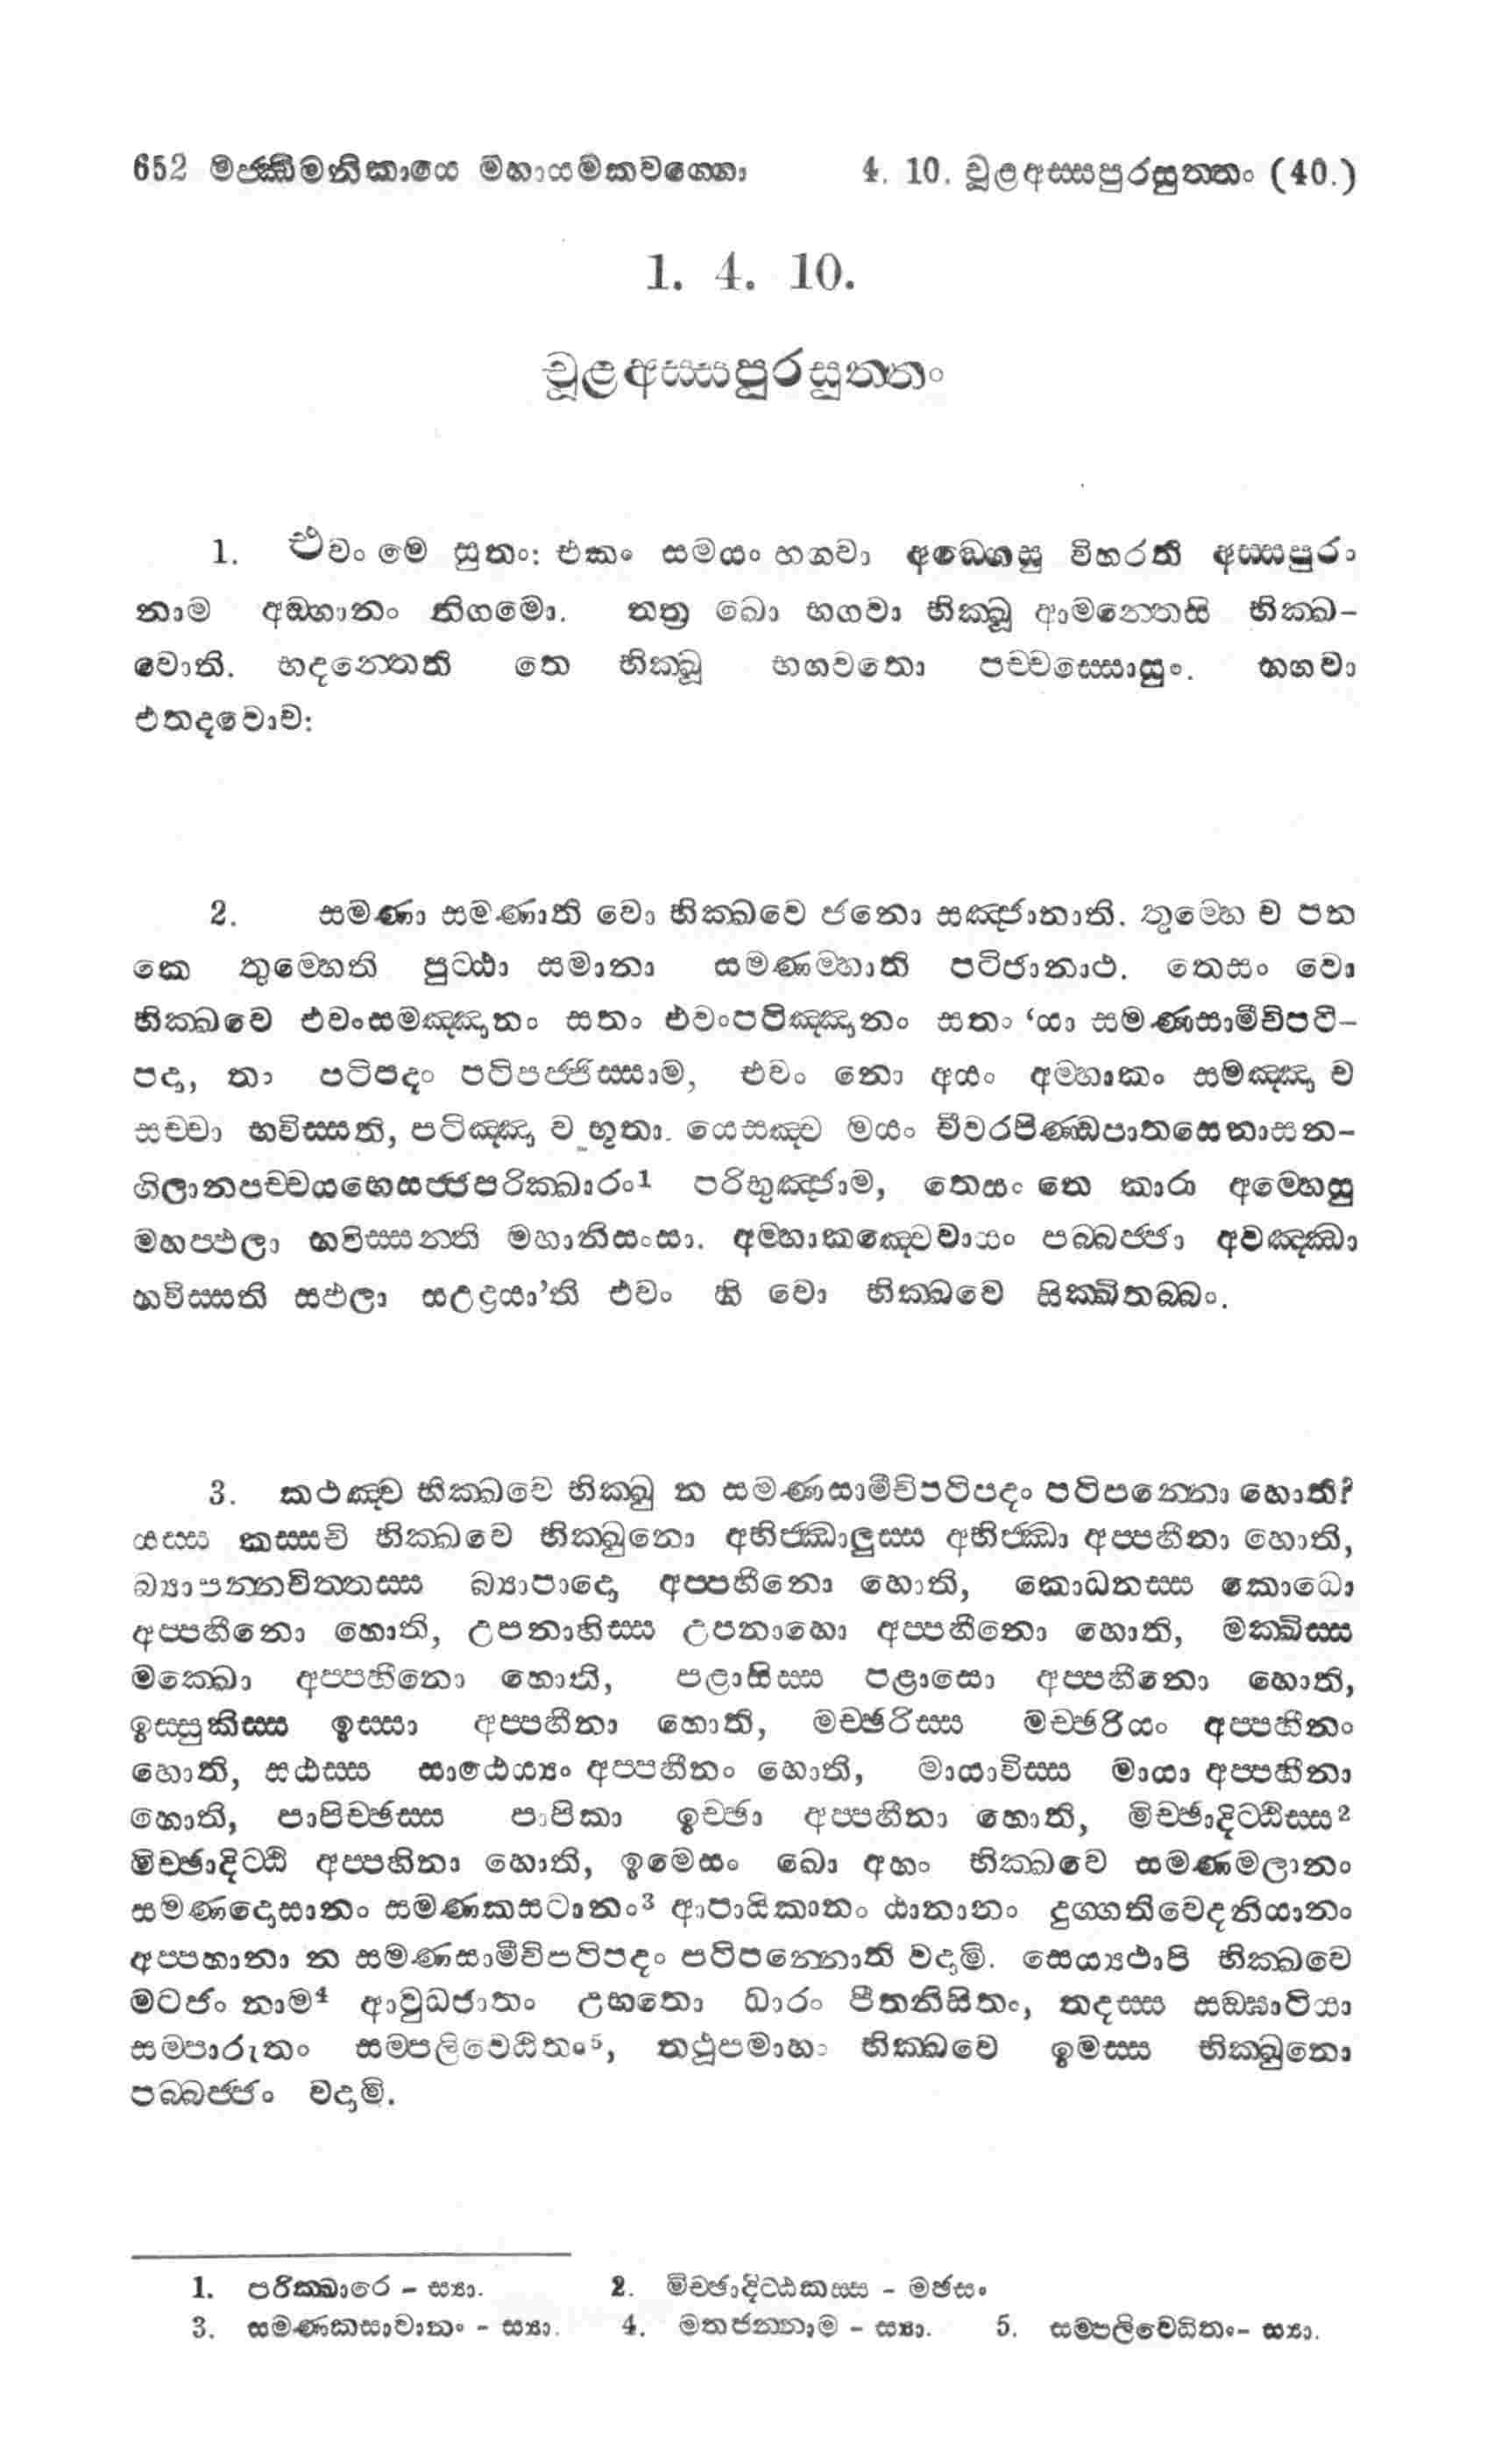 652 මජ්ඣිමනිකායෙ මහායමකවග්ගො 4. 10. චූළඅස්සපුරසුත්තං (40.)
1. 4. 10.
චූළඅස්සපුරසුත්තං
1. එවං මෙ සුතං: එකං සමයං භගවා අඞ්ගෙසු විහරති අස්සපුරං
නාම අඞ්ගානං නිගමො. තත්‍ර ඛො භගවා භික්ඛූ ආමන්තෙසි භික්ඛ-
වොති. භදන්තෙති තෙ භික්ඛූ භගවතො පච්චස්සොසුං. භගවා
එතදවොච:
2. සමණා සමණාති වො භික්ඛවෙ ජනො සඤ්ජානාති. තුම්හෙ ච පන
කෙ තුම්හෙති පුට්ඨා සමානා සමණම්හාති පටිජානාථ. තෙසං වො
භික්ඛවෙ එවංසමඤ්ඤානං සතං එවංපටිඤ්ඤානං සතං ‘යා සමණසාමීචිපටි-
පදා, තං පටිපදං පටිපජ්ජිස්සාම, එවං නො අයං අම්හාකං සමඤ්ඤා ච
සච්චා භවිස්සති, පටිඤ්ඤා ච භූතා. යෙසඤ්ච මයං චීවරපිණ්ඩපාතසෙනාසන-
ගිලානපච්චයභෙසජ්ජපරික්ඛාරං¹ පරිභුඤ්ජාම, තෙසං තෙ කාරා අම්හෙසු
මහප්ඵලා භවිස්සන්ති මහානිසංසා. අම්හාකඤ්චෙවායං පබ්බජ්ජා අවඤ්ඣා
භවිස්සති සඵලා සඋද්‍රයා’ති එවං හි වො භික්ඛවෙ සික්ඛිතබ්බං.
3. කථඤ්ච භික්ඛවෙ භික්ඛු න සමණසාමීචිපටිපදං පටිපන්නො හොති?
යස්ස කස්සචි භික්ඛවෙ භික්ඛුනො අභිජ්ඣාලුස්ස අභිජ්ඣා අප්පහීනා හොති,
බ්‍යාපන්නචිත්තස්ස බ්‍යාපාදො අප්පහීනො හොති, කොධනස්ස කොධො
අප්පහීනො හොති, උපනාහිස්ස උපනාහො අප්පහීනො හොති, මක්ඛිස්ස
මක්ඛො අප්පහීනො හොති, පළාසිස්ස පළාසො අප්පහීනො හොති,
ඉස්සුකිස්ස ඉස්සා අප්පහීනා හොති, මච්ඡරිස්ස මච්ඡරියං අප්පහීනං
හොති, සඨස්ස සාඨෙය්‍යං අප්පහීනං හොති, මායාවිස්ස මායා අප්පහීනා
හොති, පාපිච්ඡස්ස පාපිකා ඉච්ඡා අප්පහීනා හොති, මිච්ඡාදිට්ඨිස්ස²
මිච්ඡාදිට්ඨි අප්පහීනා හොති, ඉමෙසං ඛො අහං භික්ඛවෙ සමණමලානං
සමණදොසානං සමණකසටානං³ ආපායිකානං ඨානානං දුග්ගතිවෙදනියානං
අප්පහානා න සමණසාමීචිපටිපදං පටිපන්නොති වදාමි. සෙය්‍යථාපි භික්ඛවෙ
මටජං නාම⁴ ආවුධජාතං උභතො ධාරං පීතනිසිතං, තදස්ස සඞ්ඝාටියා
සම්පාරුතං සම්පලිවෙඨිතං⁵, තථූපමාහං භික්ඛවෙ ඉමස්ස භික්ඛුනො
පබ්බජ්ජං වදාමි.
1. පරික්ඛාරෙ - ස්‍යා. 2. මිච්ඡාදිට්ඨිකස්ස - මඡසං
3. සමණකසාවානං - ස්‍යා. 4. මතජන්නාම - ස්‍යා. 5. සම්පලිවෙඨිතං- ස්‍යා.